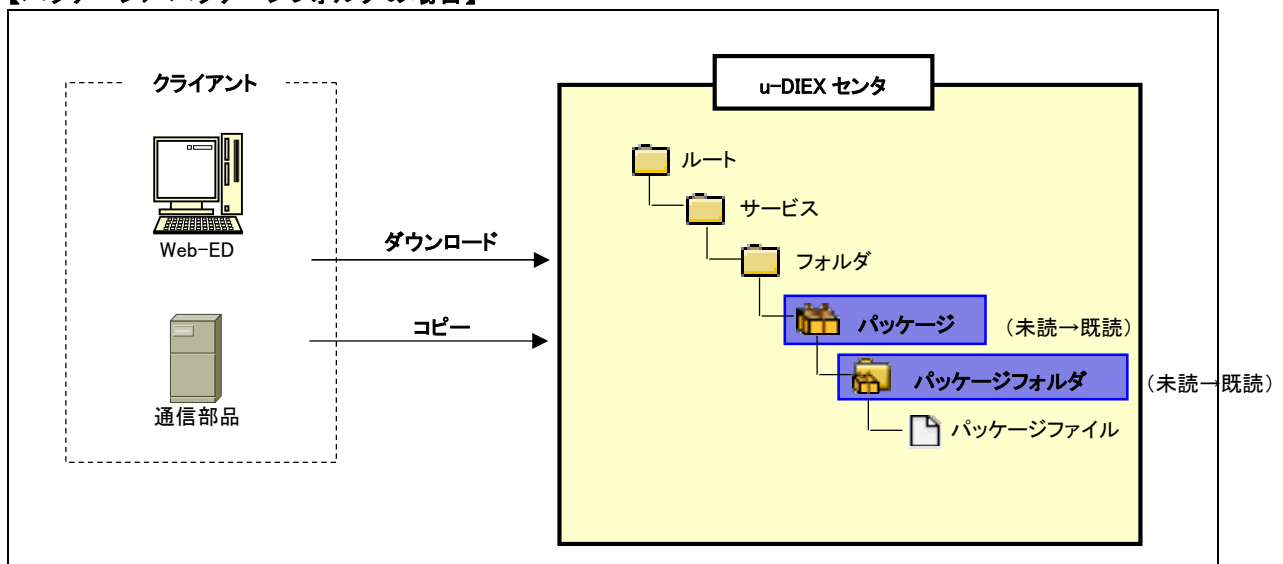 クライアント
u-DIEX センタ
ルート
サービス
Web-ED
ダウンロード
フォルダ
コピー
パッケージ
(未読→既読)
パッケージフォルダ
(未読→既読)
通信部品
パッケージファイル